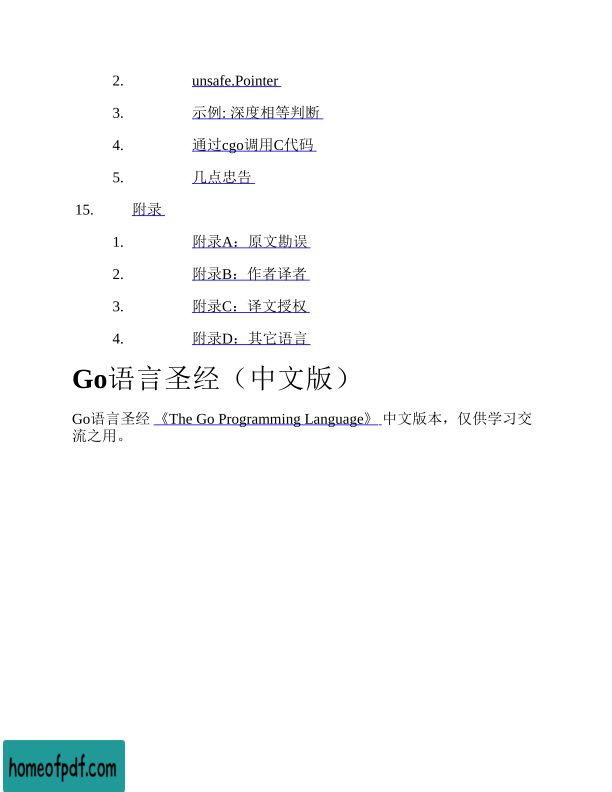 2. unsafe.Pointer
3. 示例: 深度相等判断
4. 通过cgo调用C代码
5. 几点忠告
15. 附录
1. 附录A：原文勘误
2. 附录B：作者译者
3. 附录C：译文授权
4. 附录D：其它语言
Go语言圣经（中文版）
Go语言圣经 《The Go Programming Language》 中文版本，仅供学习交
流之用。
homeofpdf.com